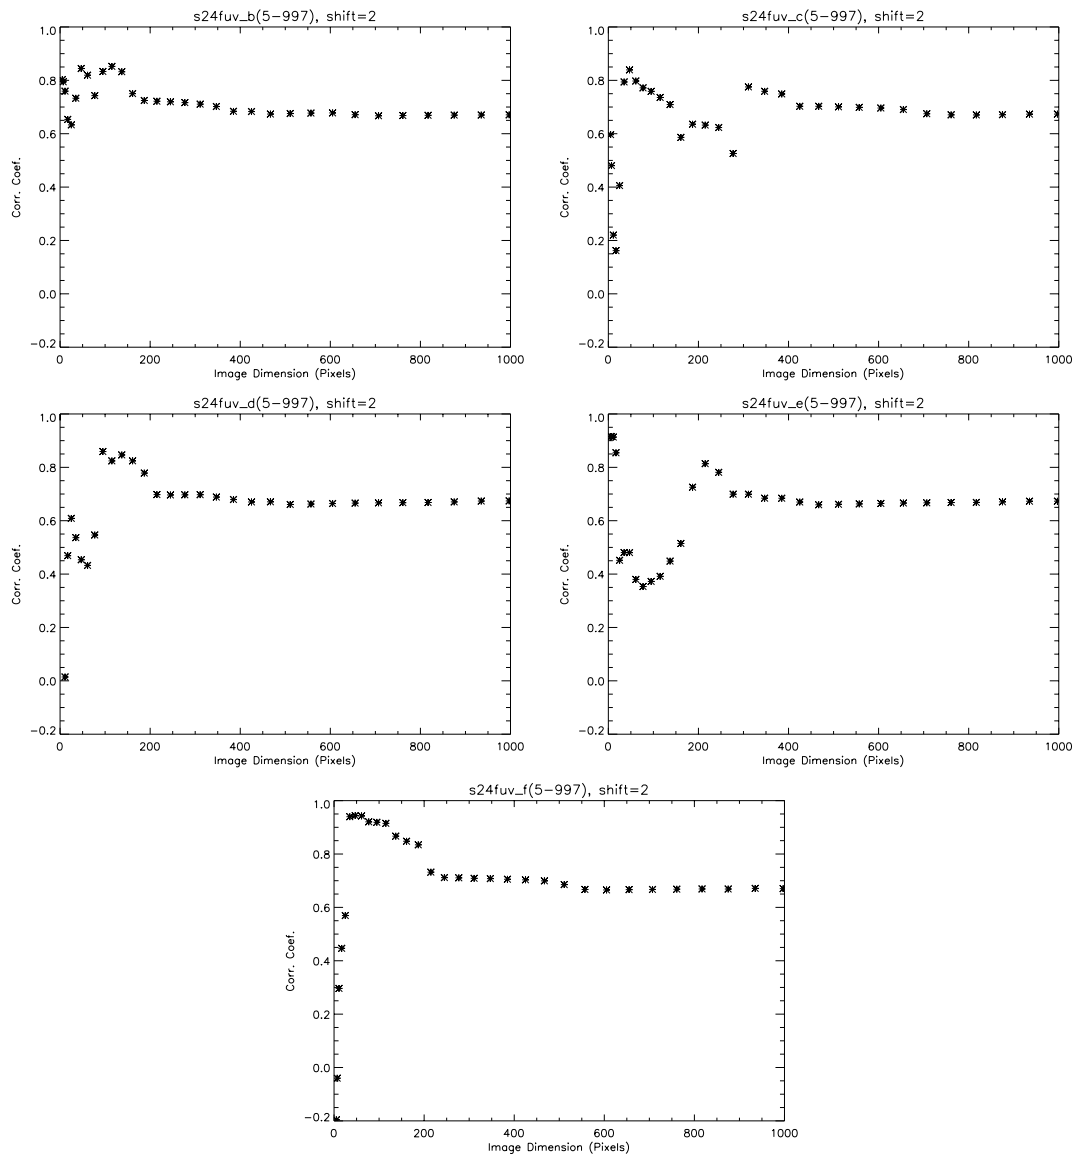 s24fuv_b(5-997), shift=2
1.0
0.8
0.6
0.4
0.2
0.0
-0.2
Corr. Coef.
0 200 400 600 800 1000
Image Dimension (Pixels)
s24fuv_c(5-997), shift=2
1.0
0.8
0.6
0.4
0.2
0.0
-0.2
Corr. Coef.
0 200 400 600 800 1000
Image Dimension (Pixels)
s24fuv_d(5-997), shift=2
1.0
0.8
0.6
0.4
0.2
0.0
-0.2
Corr. Coef.
0 200 400 600 800 1000
Image Dimension (Pixels)
s24fuv_e(5-997), shift=2
1.0
0.8
0.6
0.4
0.2
0.0
-0.2
Corr. Coef.
0 200 400 600 800 1000
Image Dimension (Pixels)
s24fuv_f(5-997), shift=2
1.0
0.8
0.6
0.4
0.2
0.0
-0.2
Corr. Coef.
0 200 400 600 800 1000
Image Dimension (Pixels)